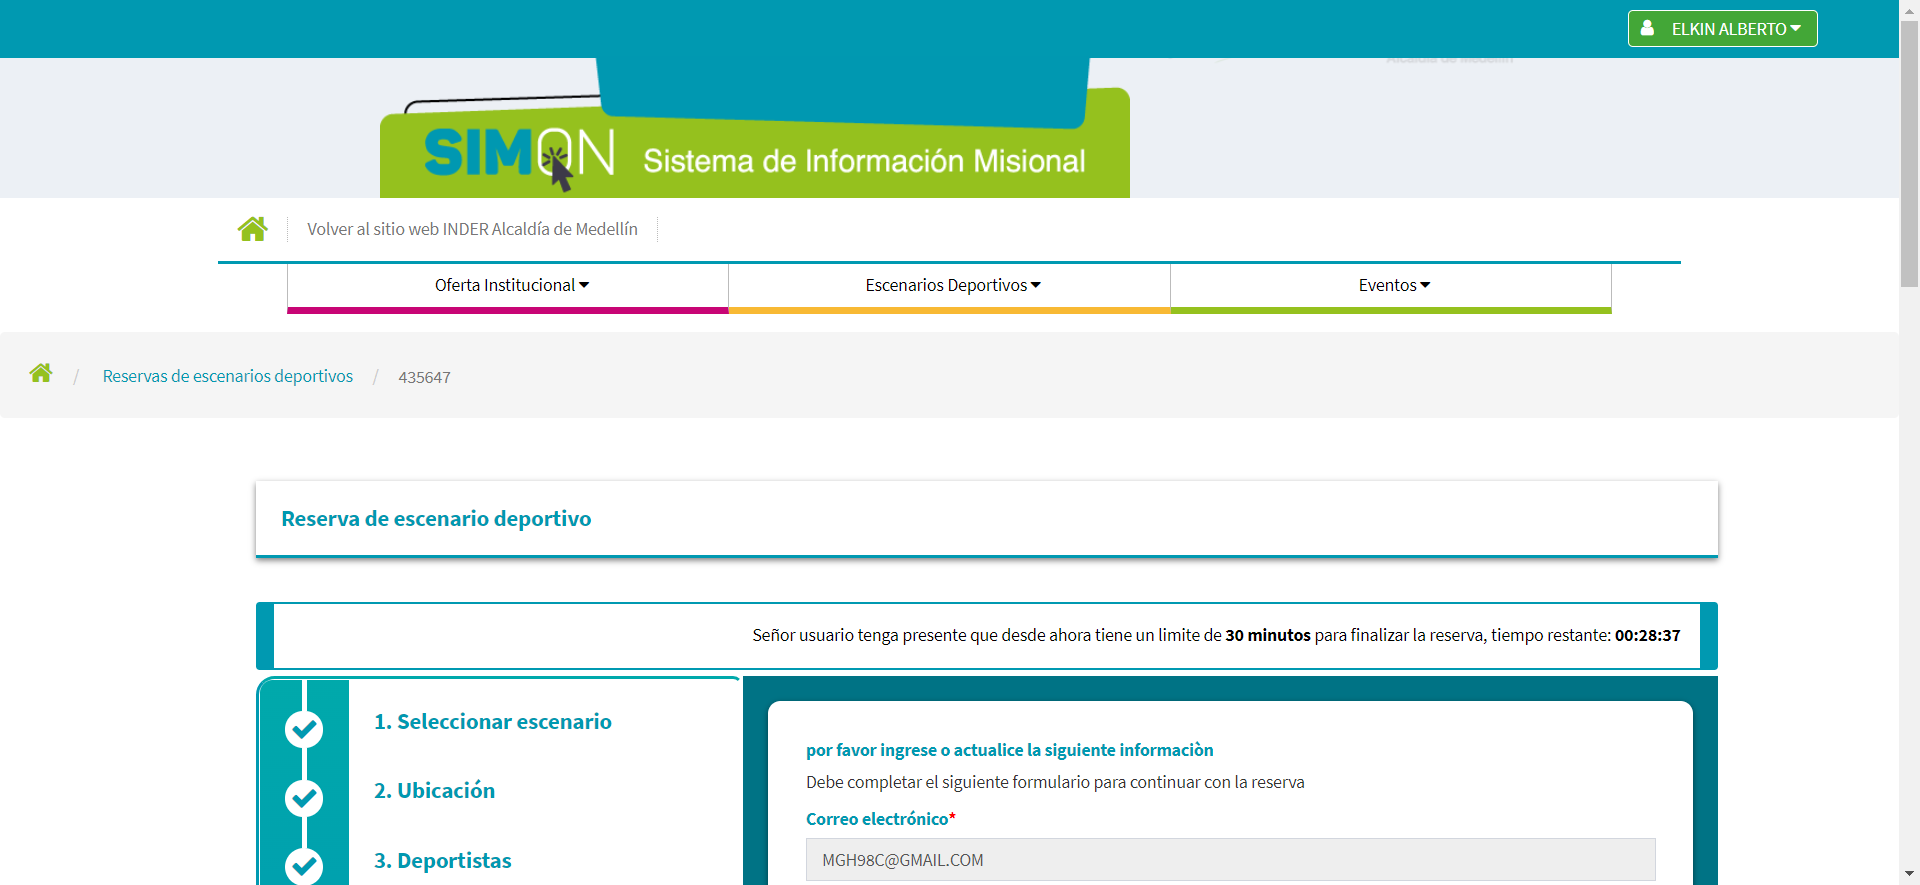 ELKIN ALBERTO
Alcaldía de Medellín
SIMON Sistema de Información Misional
Volver al sitio web INDER Alcaldía de Medellín
Oferta Institucional Escenarios Deportivos Eventos
/ Reservas de escenarios deportivos / 435647
Reserva de escenario deportivo
Señor usuario tenga presente que desde ahora tiene un limite de 30 minutos para finalizar la reserva, tiempo restante: 00:28:37
1. Seleccionar escenario
2. Ubicación
3. Deportistas
por favor ingrese o actualice la siguiente informaciòn
Debe completar el siguiente formulario para continuar con la reserva
Correo electrónico*
MGH98C@GMAIL.COM